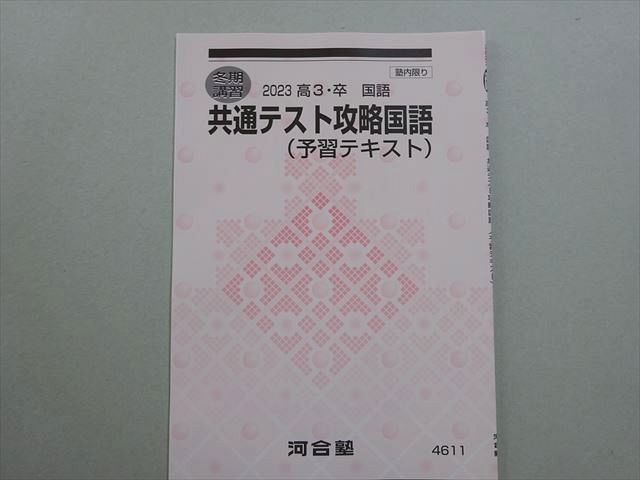 冬期
講習
塾内限り
2023 高3・卒 国語
共通テスト攻略国語
(予習テキスト)
河合塾
4611